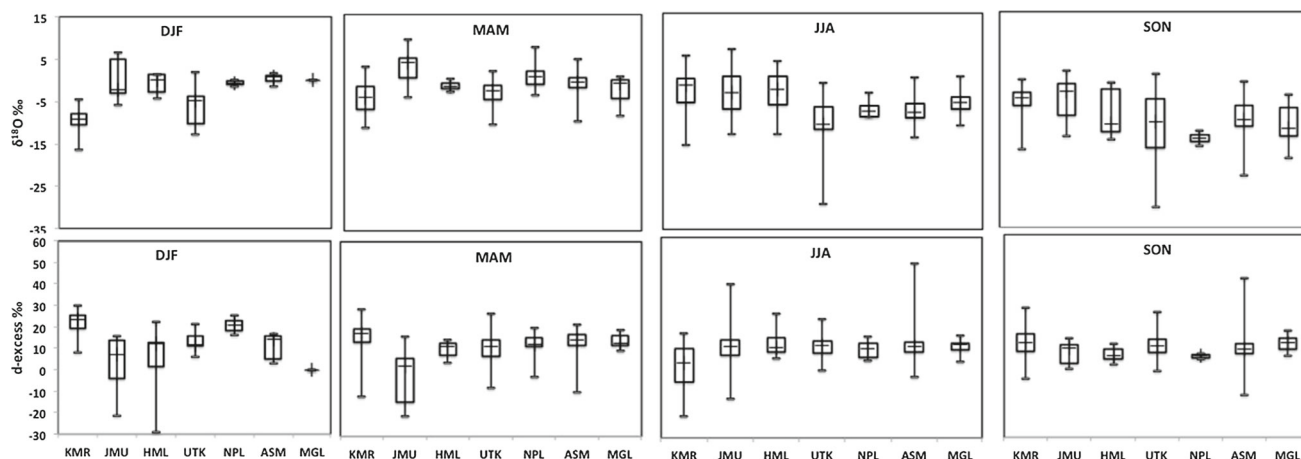 DJF
MAM
JJA
SON
15
5
-5
-15
-25
-35
δ18O ‰
DJF
MAM
JJA
SON
60
50
40
30
20
10
0
-10
-20
-30
d-excess ‰
KMR JMU HML UTK NPL ASM MGL
KMR JMU HML UTK NPL ASM MGL
KMR JMU HML UTK NPL ASM MGL
KMR JMU HML UTK NPL ASM MGL